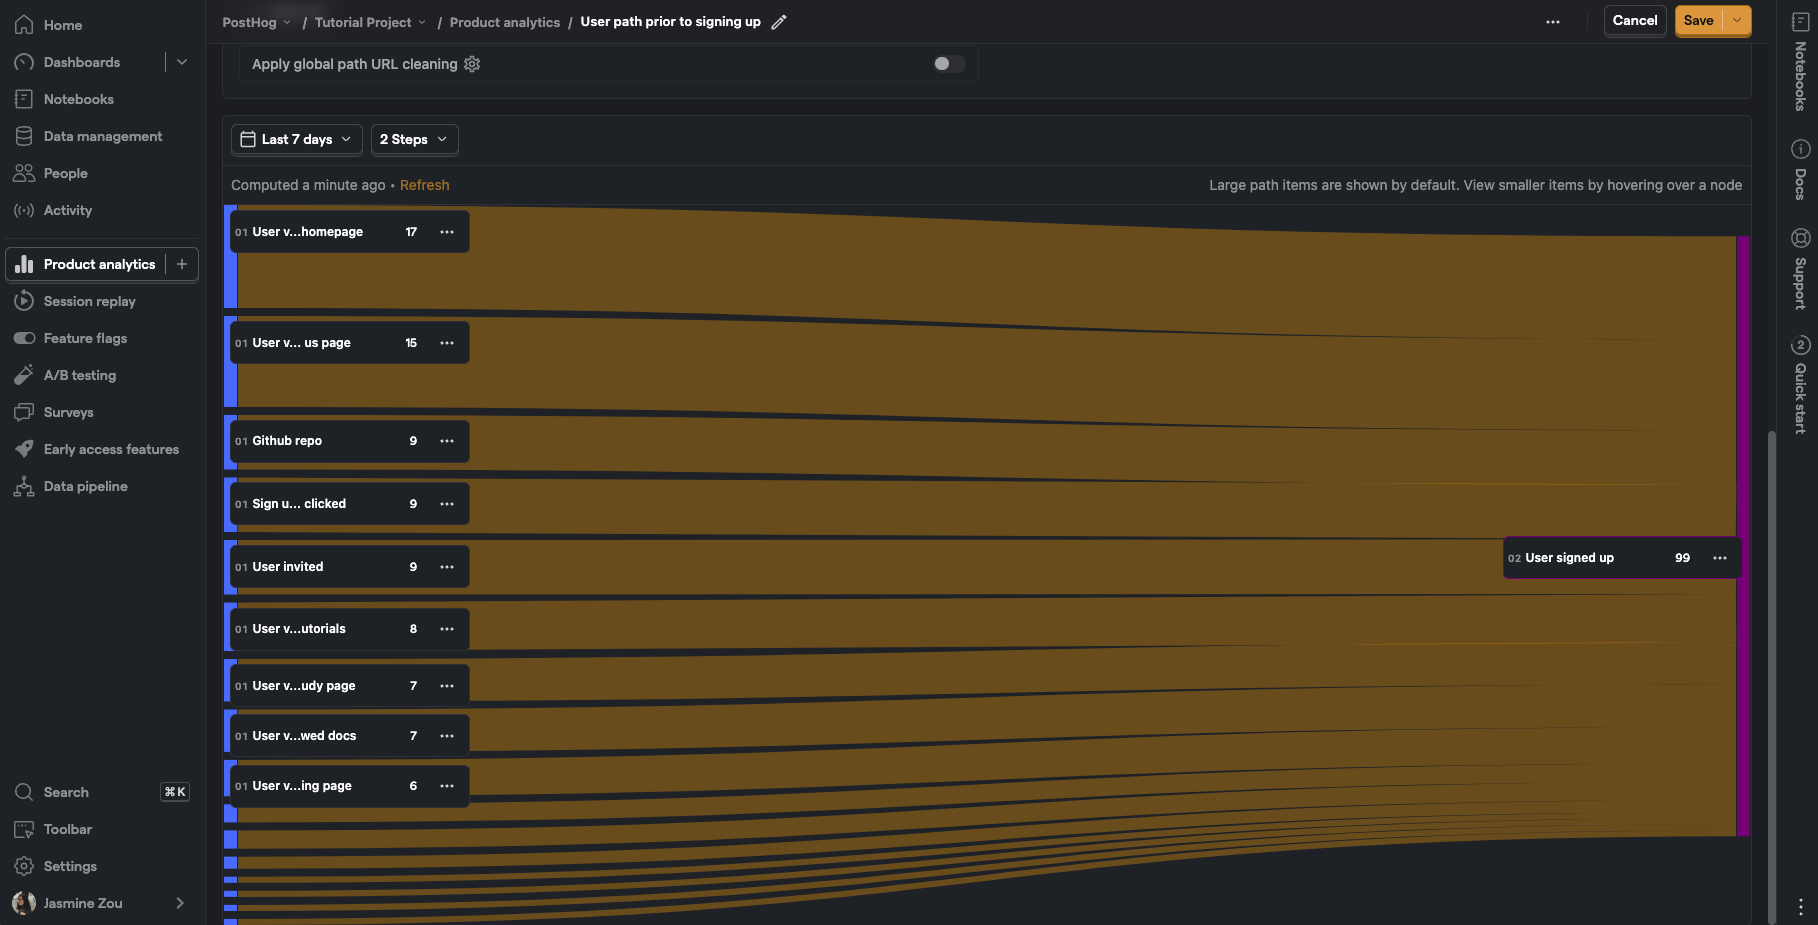 Home
Dashboards
Notebooks
Data management
People
Activity
Product analytics
Session replay
Feature flags
A/B testing
Surveys
Early access features
Data pipeline
Search ⌘K
Toolbar
Settings
Jasmine Zou
PostHog / Tutorial Project / Product analytics / User path prior to signing up
Cancel
Save
Apply global path URL cleaning
Last 7 days
2 Steps
Computed a minute ago • Refresh
Large path items are shown by default. View smaller items by hovering over a node
01 User v...homepage 17 •••
01 User v... us page 15 •••
01 Github repo 9 •••
01 Sign u... clicked 9 •••
01 User invited 9 •••
02 User signed up 99 •••
01 User v...utorials 8 •••
01 User v...udy page 7 •••
01 User v...wed docs 7 •••
01 User v...ing page 6 •••
Notebooks
Docs
Support
2
Quick start